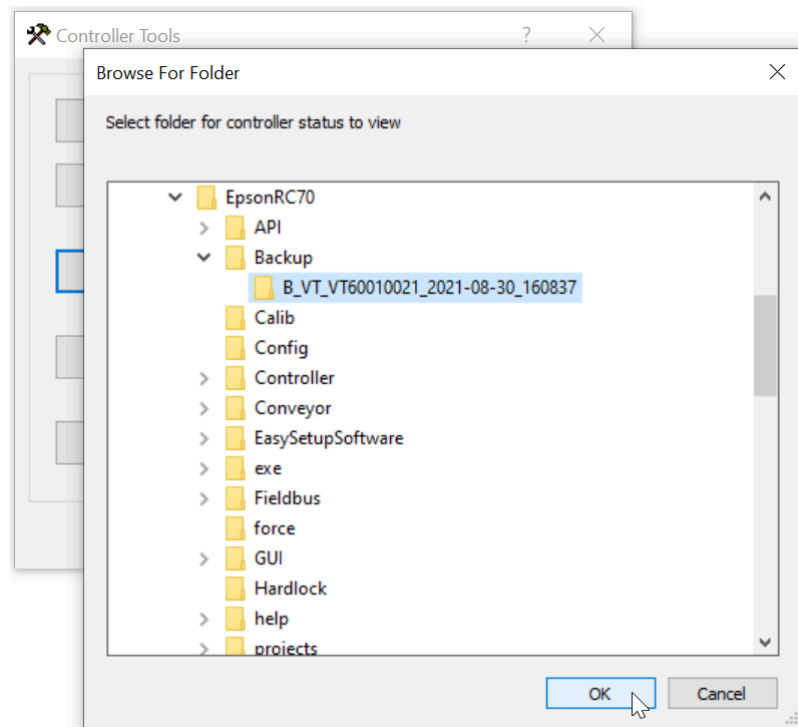 Controller Tools
Browse For Folder
Select folder for controller status to view
EpsonRC70
API
Backup
B_VT_VT60010021_2021-08-30_160837
Calib
Config
Controller
Conveyor
EasySetupSoftware
exe
Fieldbus
force
GUI
Hardlock
help
projects
OK
Cancel